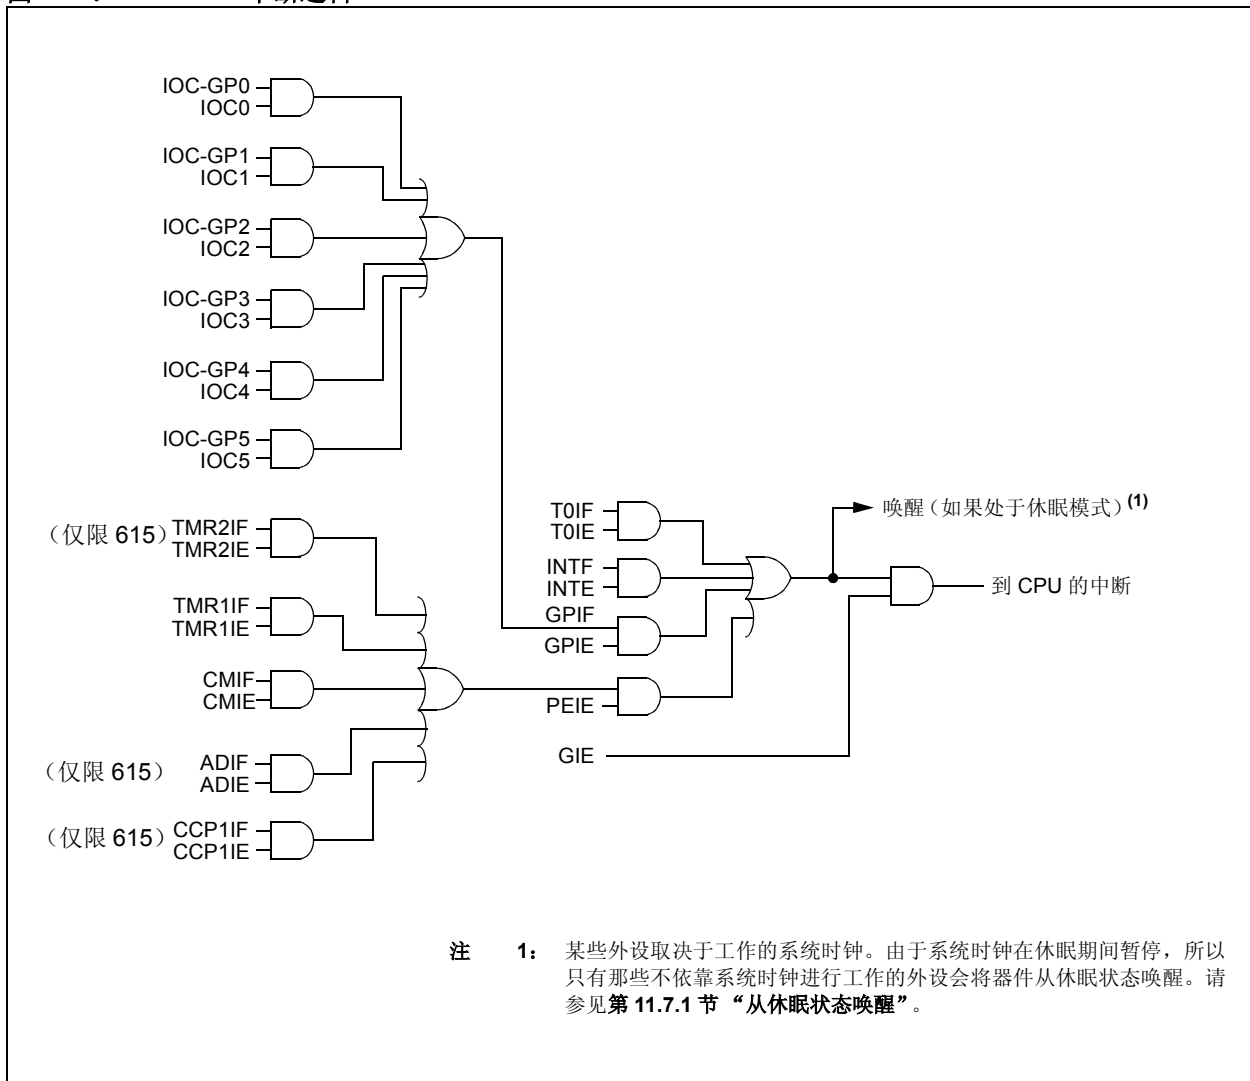 IOC-GP0
IOC0
IOC-GP1
IOC1
IOC-GP2
IOC2
IOC-GP3
IOC3
IOC-GP4
IOC4
IOC-GP5
IOC5
（仅限 615） TMR2IF
TMR2IE
TMR1IF
TMR1IE
CMIF
CMIE
（仅限 615） ADIF
ADIE
（仅限 615） CCP1IF
CCP1IE
T0IF
T0IE
INTF
INTE
GPIF
GPIE
PEIE
GIE
唤醒（如果处于休眠模式）(1)
到 CPU 的中断
注 1： 某些外设取决于工作的系统时钟。由于系统时钟在休眠期间暂停，所以
只有那些不依靠系统时钟进行工作的外设会将器件从休眠状态唤醒。请
参见第 11.7.1 节 “从休眠状态唤醒”。